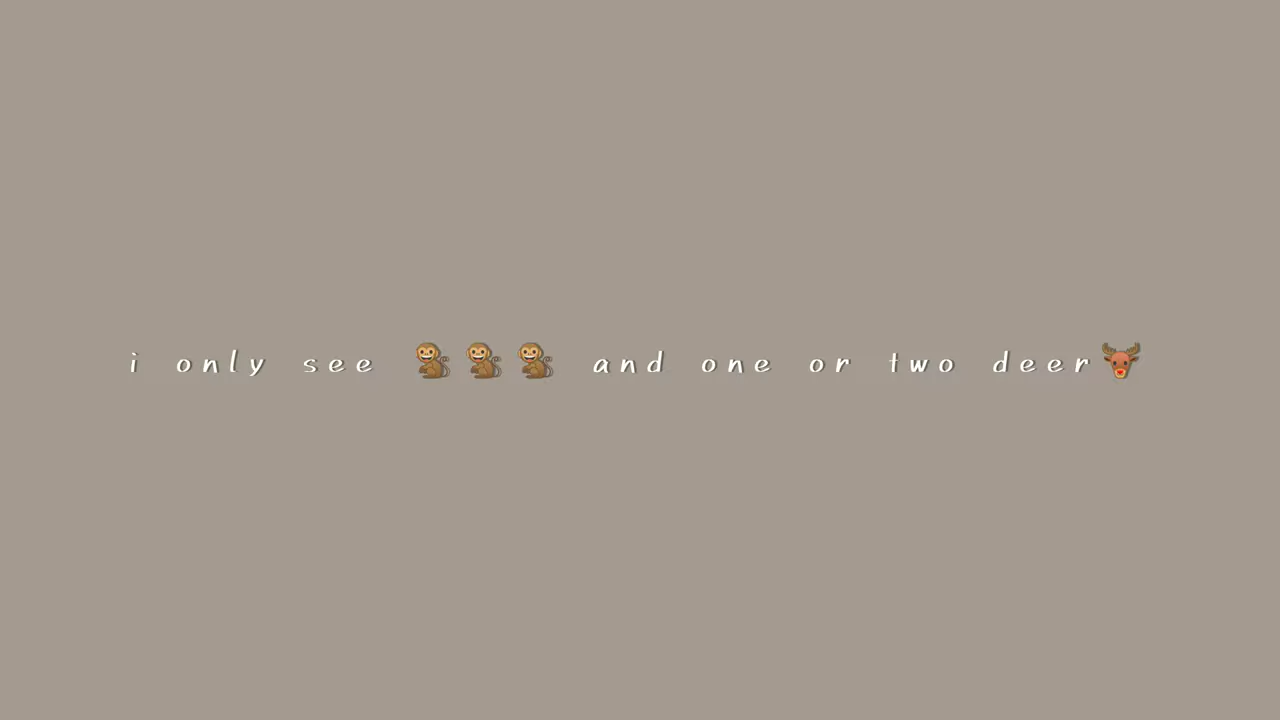 i only see 🐒🐒🐒 and one or two deer🦌